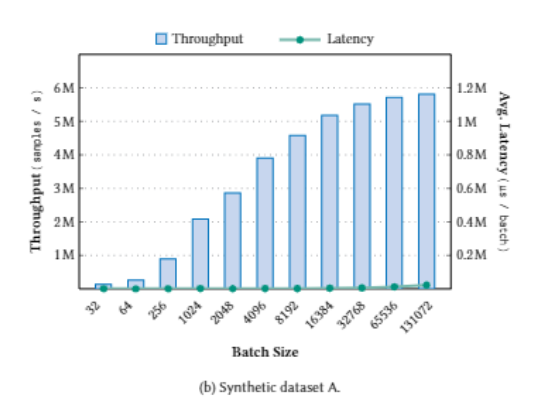 Throughput Latency
6M 1.2M
5M 1M
4M 0.8M
3M 0.6M
2M 0.4M
1M 0.2M
Throughput (samples / s)
Avg. Latency (us / batch)
32 64 256 1024 2048 4096 8192 16384 32768 65536 131072
Batch Size
(b) Synthetic dataset A.